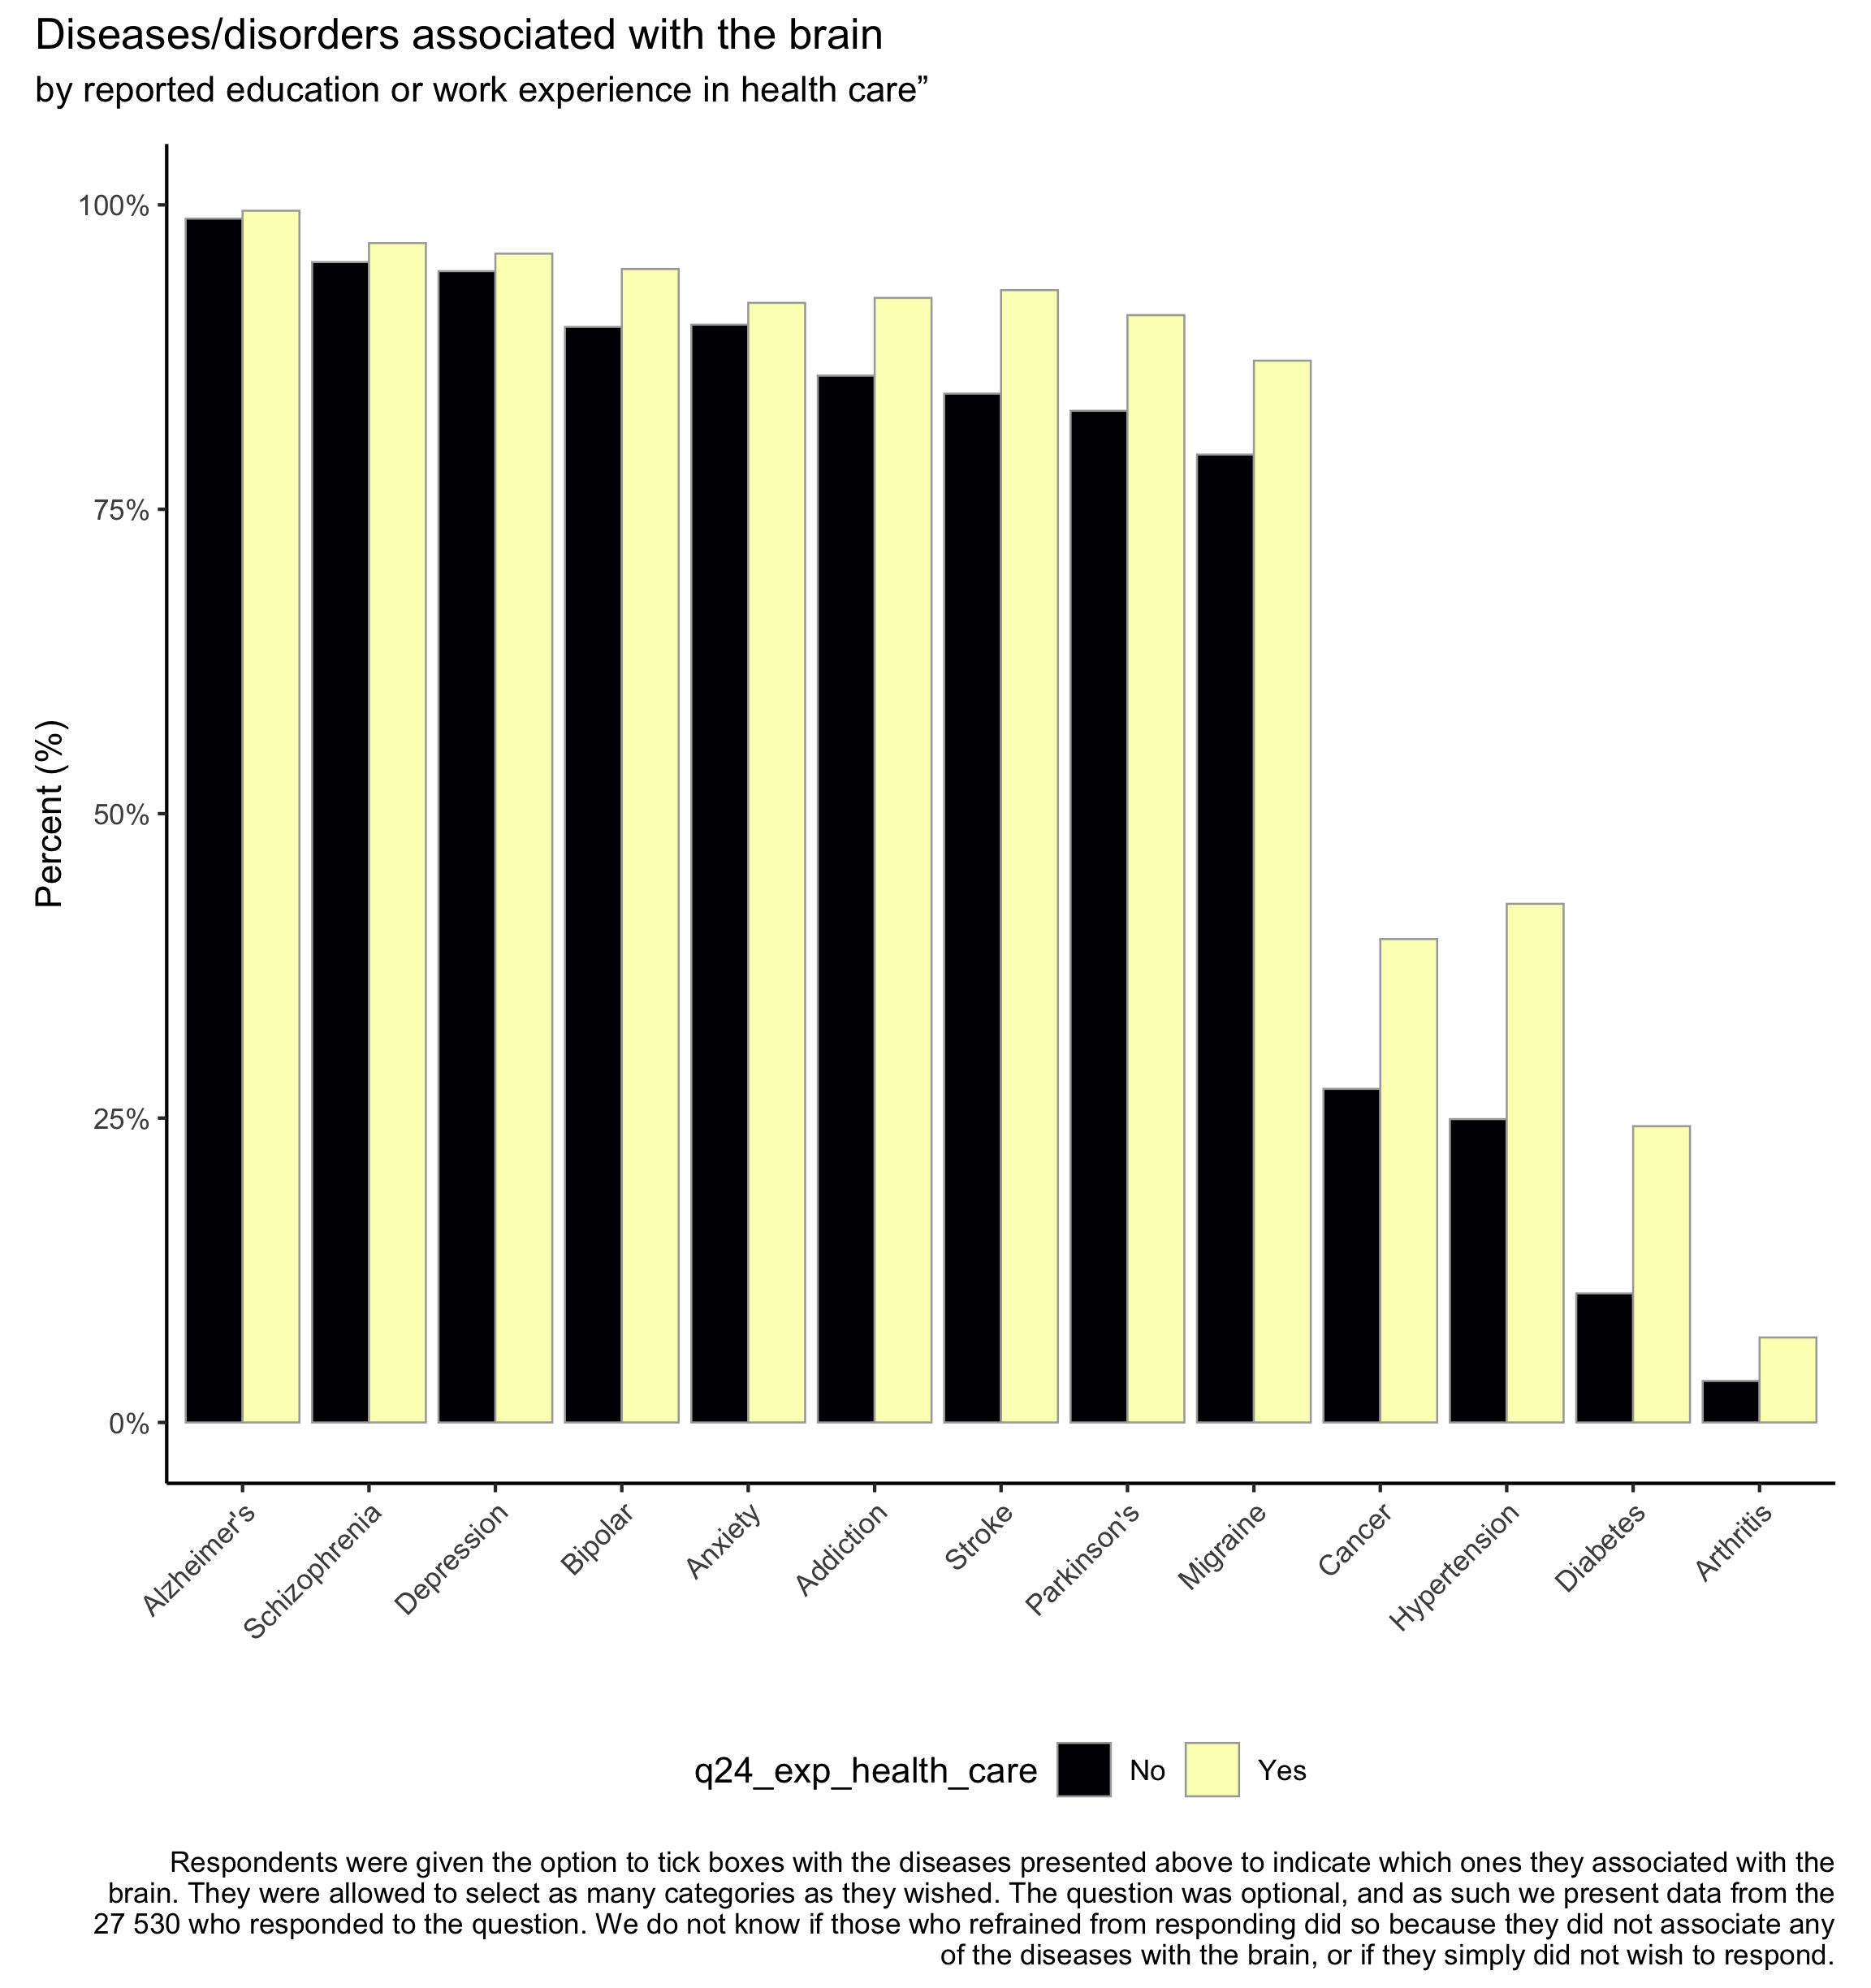 Diseases/disorders associated with the brain
by reported education or work experience in health care”
Percent (%)
100%
75%
50%
25%
0%
Alzheimer's
Schizophrenia
Depression
Bipolar
Anxiety
Addiction
Stroke
Parkinson's
Migraine
Cancer
Hypertension
Diabetes
Arthritis
q24_exp_health_care No Yes
Respondents were given the option to tick boxes with the diseases presented above to indicate which ones they associated with the
brain. They were allowed to select as many categories as they wished. The question was optional, and as such we present data from the
27 530 who responded to the question. We do not know if those who refrained from responding did so because they did not associate any
of the diseases with the brain, or if they simply did not wish to respond.